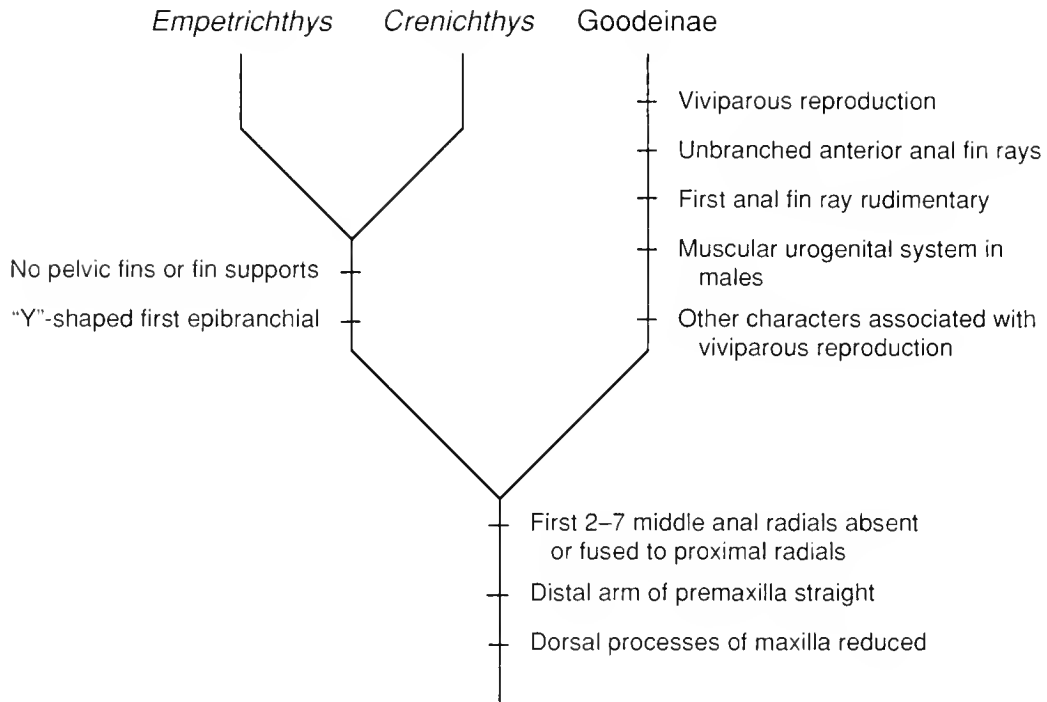 Empetrichthys Crenichthys Goodeinae
Viviparous reproduction
Unbranched anterior anal fin rays
First anal fin ray rudimentary
Muscular urogenital system in
males
Other characters associated with
viviparous reproduction
No pelvic fins or fin supports
“Y”-shaped first epibranchial
First 2–7 middle anal radials absent
or fused to proximal radials
Distal arm of premaxilla straight
Dorsal processes of maxilla reduced